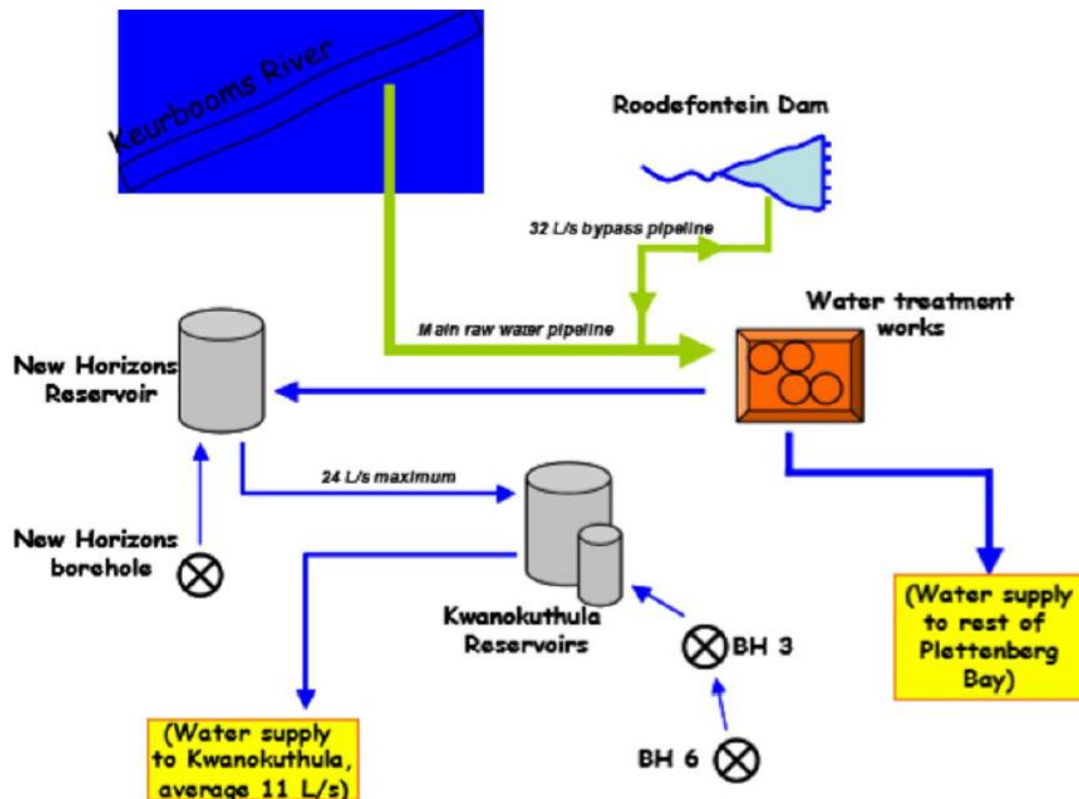 Keurbooms River
Roodefontein Dam
32 L/s bypass pipeline
Main raw water pipeline
Water treatment
works
New Horizons
Reservoir
24 L/s maximum
New Horizons
borehole
Kwanokuthula
Reservoirs
BH 3
BH 6
(Water supply
to rest of
Plettenberg
Bay)
(Water supply
to Kwanokuthula,
average 11 L/s)